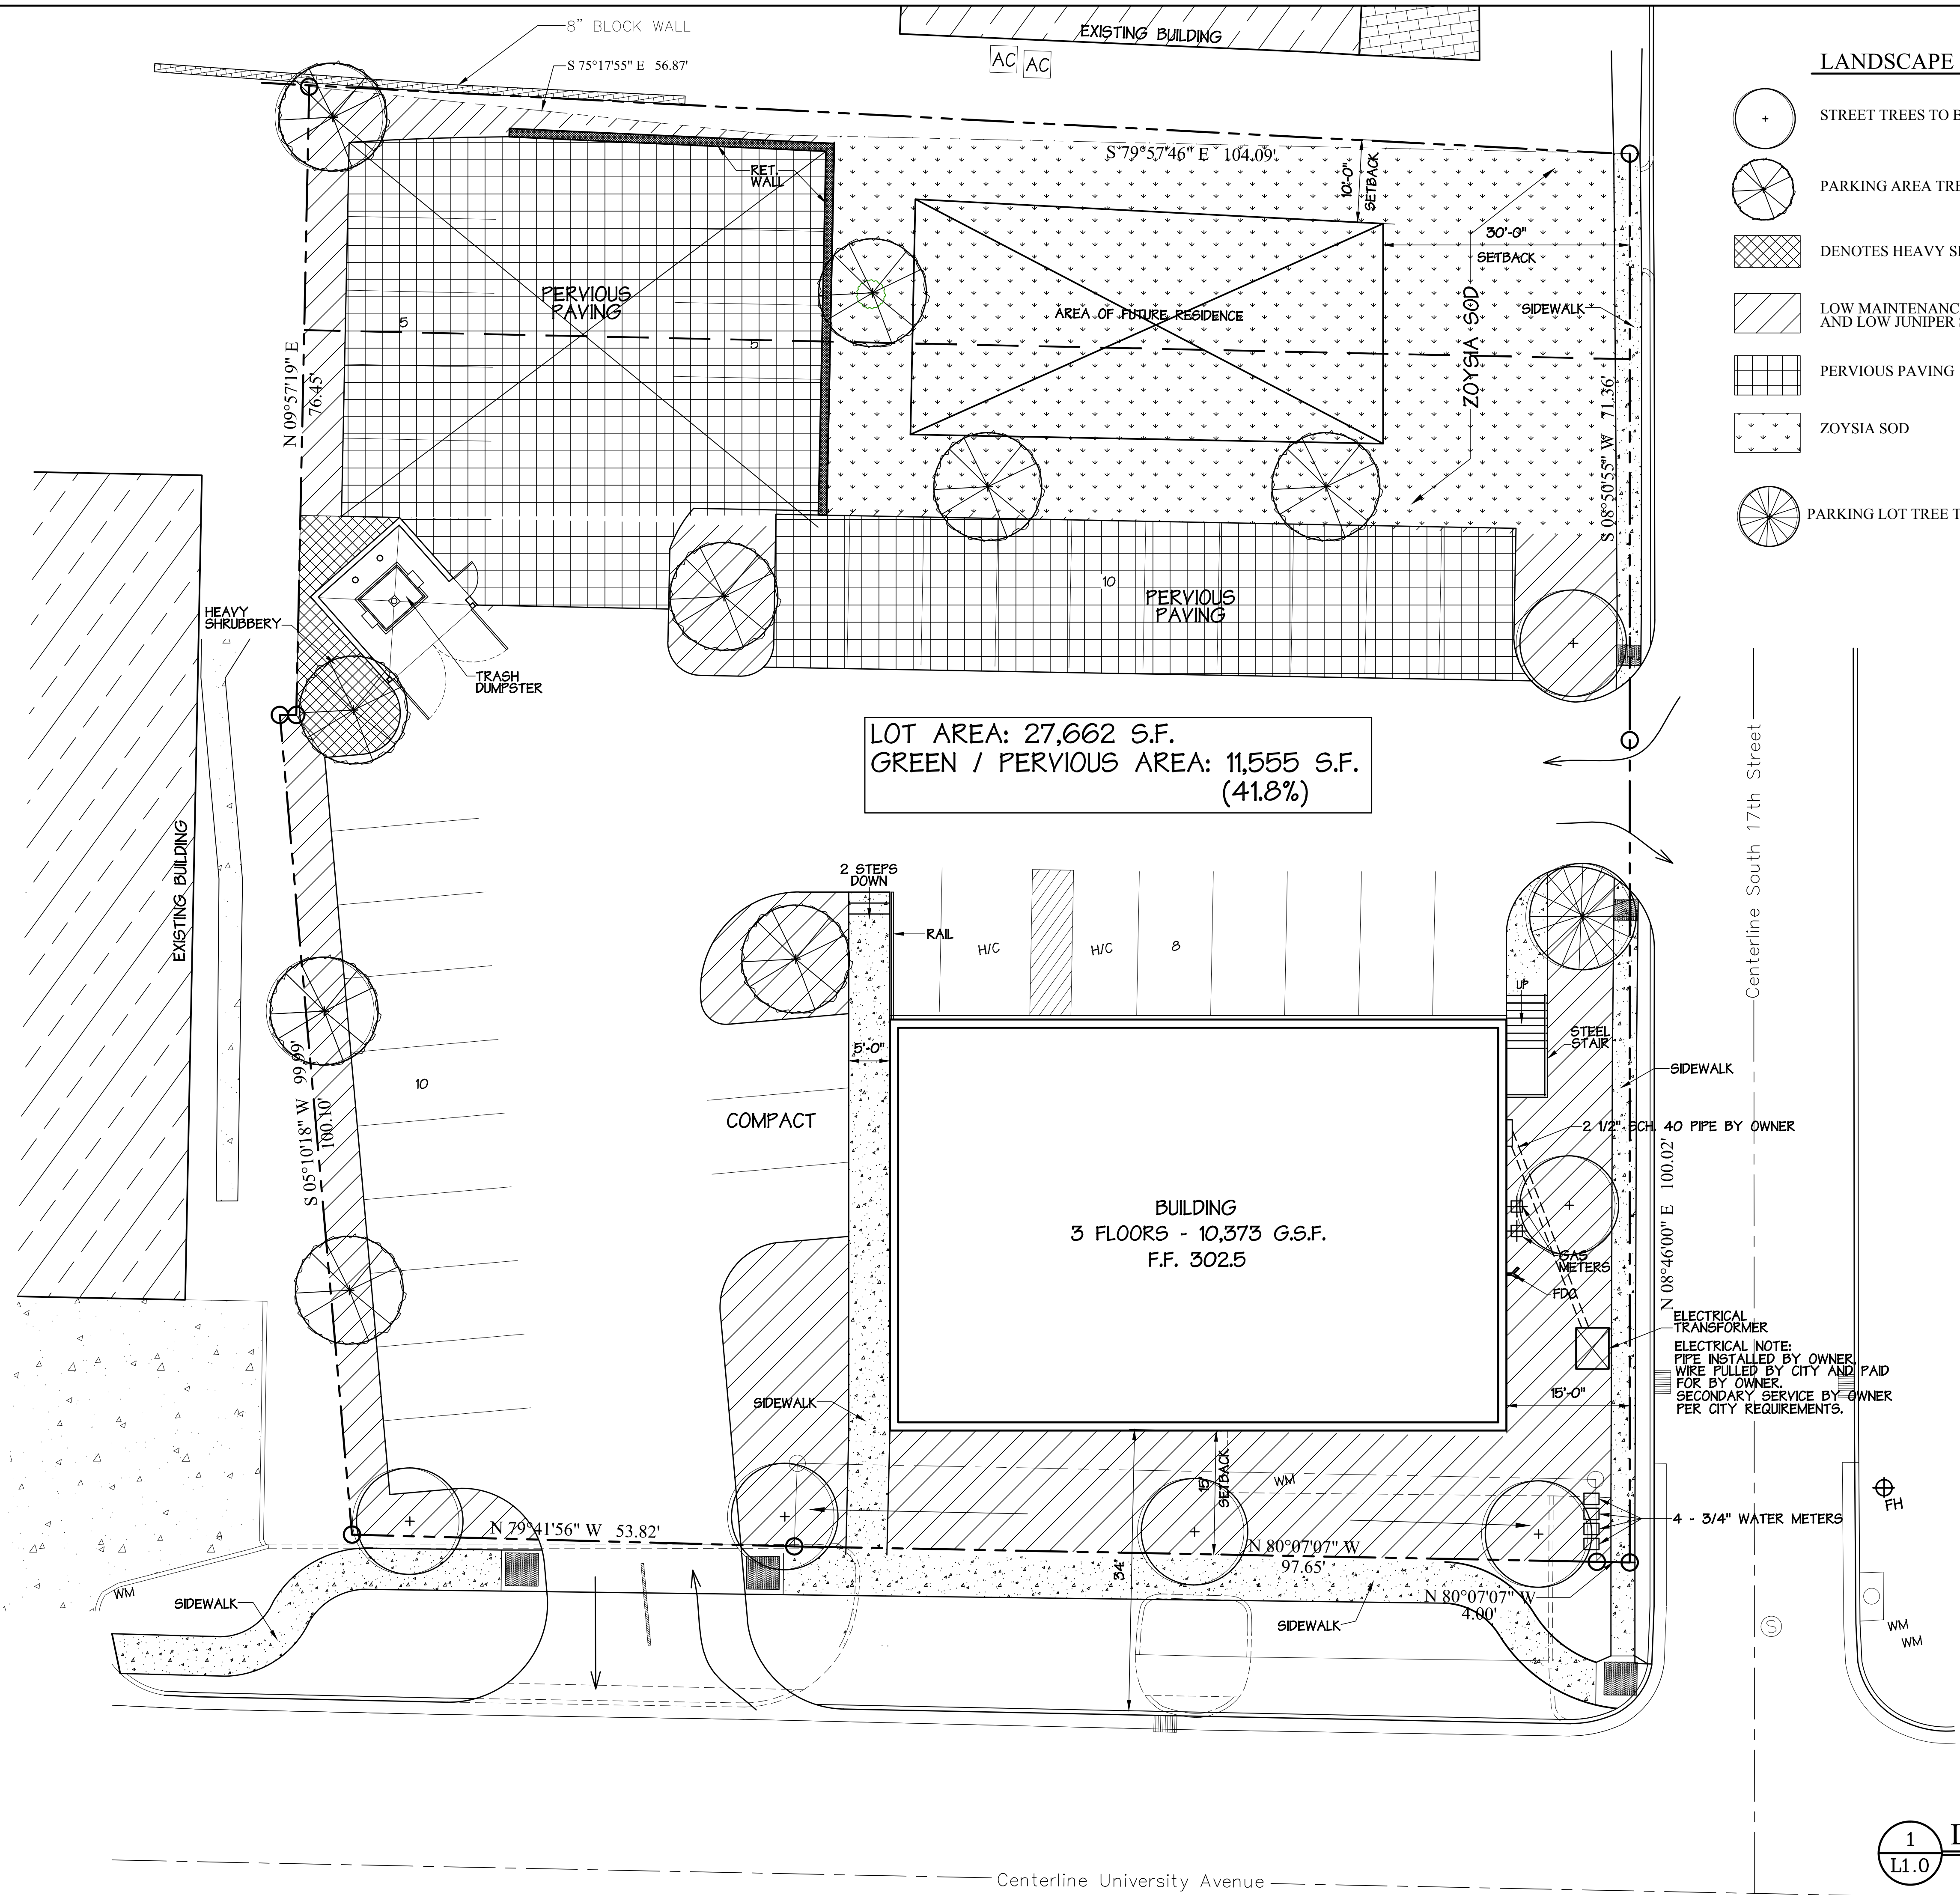 8" BLOCK WALL
S 75°17'55" E 56.87'
EXISTING BUILDING
AC
AC
LANDSCAPE
STREET TREES TO B
PARKING AREA TRE
DENOTES HEAVY S
LOW MAINTENANC
AND LOW JUNIPER
PERVIOUS PAVING
ZOYSIA SOD
PARKING LOT TREE T
S 79°57'46" E 104.09'
10'-0"
SETBACK
RET.
WALL
30'-0"
SETBACK
PERVIOUS
PAVING
5
5
AREA OF FUTURE RESIDENCE
ZOYSIA SOD
SIDEWALK
N 09°57'19" E
76.45'
S 08°50'55" W 71.36'
10
PERVIOUS
PAVING
HEAVY
SHRUBBERY
TRASH
DUMPSTER
LOT AREA: 27,662 S.F.
GREEN / PERVIOUS AREA: 11,555 S.F.
(41.8%)
Centerline South 17th Street
EXISTING BUILDING
2 STEPS
DOWN
RAIL
H/C
H/C
8
UP
STEEL
STAIR
5'-0"
SIDEWALK
S 05°10'18" W 99.99'
100.10'
10
COMPACT
2 1/2" SCH. 40 PIPE BY OWNER
N 08°46'00" E 100.02'
BUILDING
3 FLOORS - 10,373 G.S.F.
F.F. 302.5
GAS
METERS
FDC
ELECTRICAL
TRANSFORMER
ELECTRICAL NOTE:
PIPE INSTALLED BY OWNER.
WIRE PULLED BY CITY AND PAID
FOR BY OWNER.
SECONDARY SERVICE BY OWNER
PER CITY REQUIREMENTS.
15'-0"
SIDEWALK
15'
SETBACK
WM
FH
4 - 3/4" WATER METERS
N 79°41'56" W 53.82'
N 80°07'07" W
97.65'
34'
N 80°07'07" W
4.00'
WM
SIDEWALK
SIDEWALK
S
WM
WM
1
L1.0
L
Centerline University Avenue